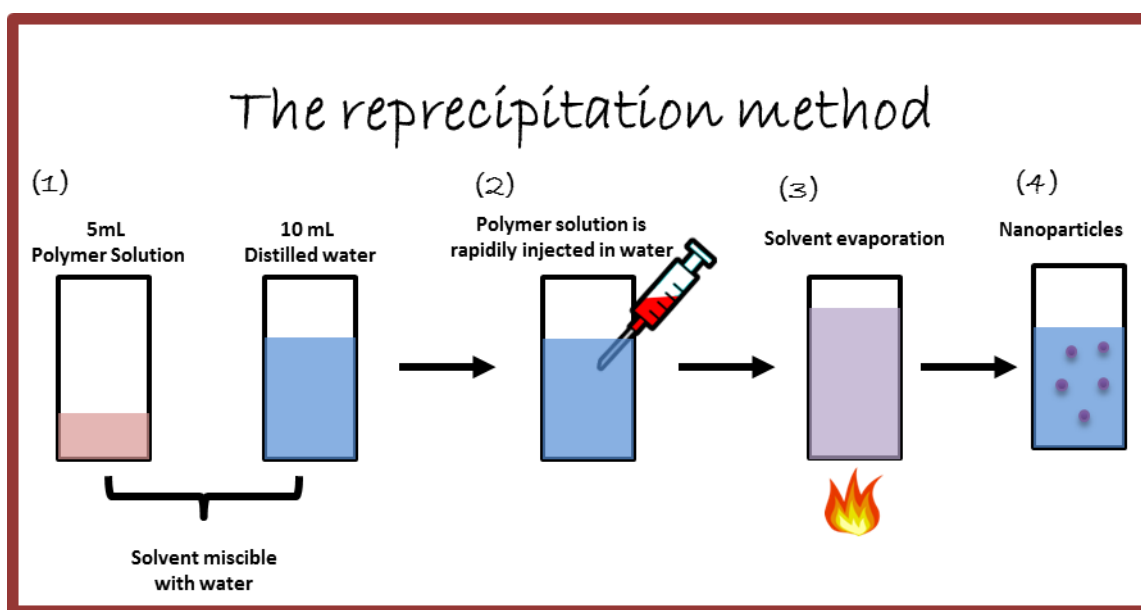 The reprecipitation method
(1)
5mL
Polymer Solution
10 mL
Distilled water
Solvent miscible
with water
(2)
Polymer solution is
rapidily injected in water
(3)
Solvent evaporation
(4)
Nanoparticles